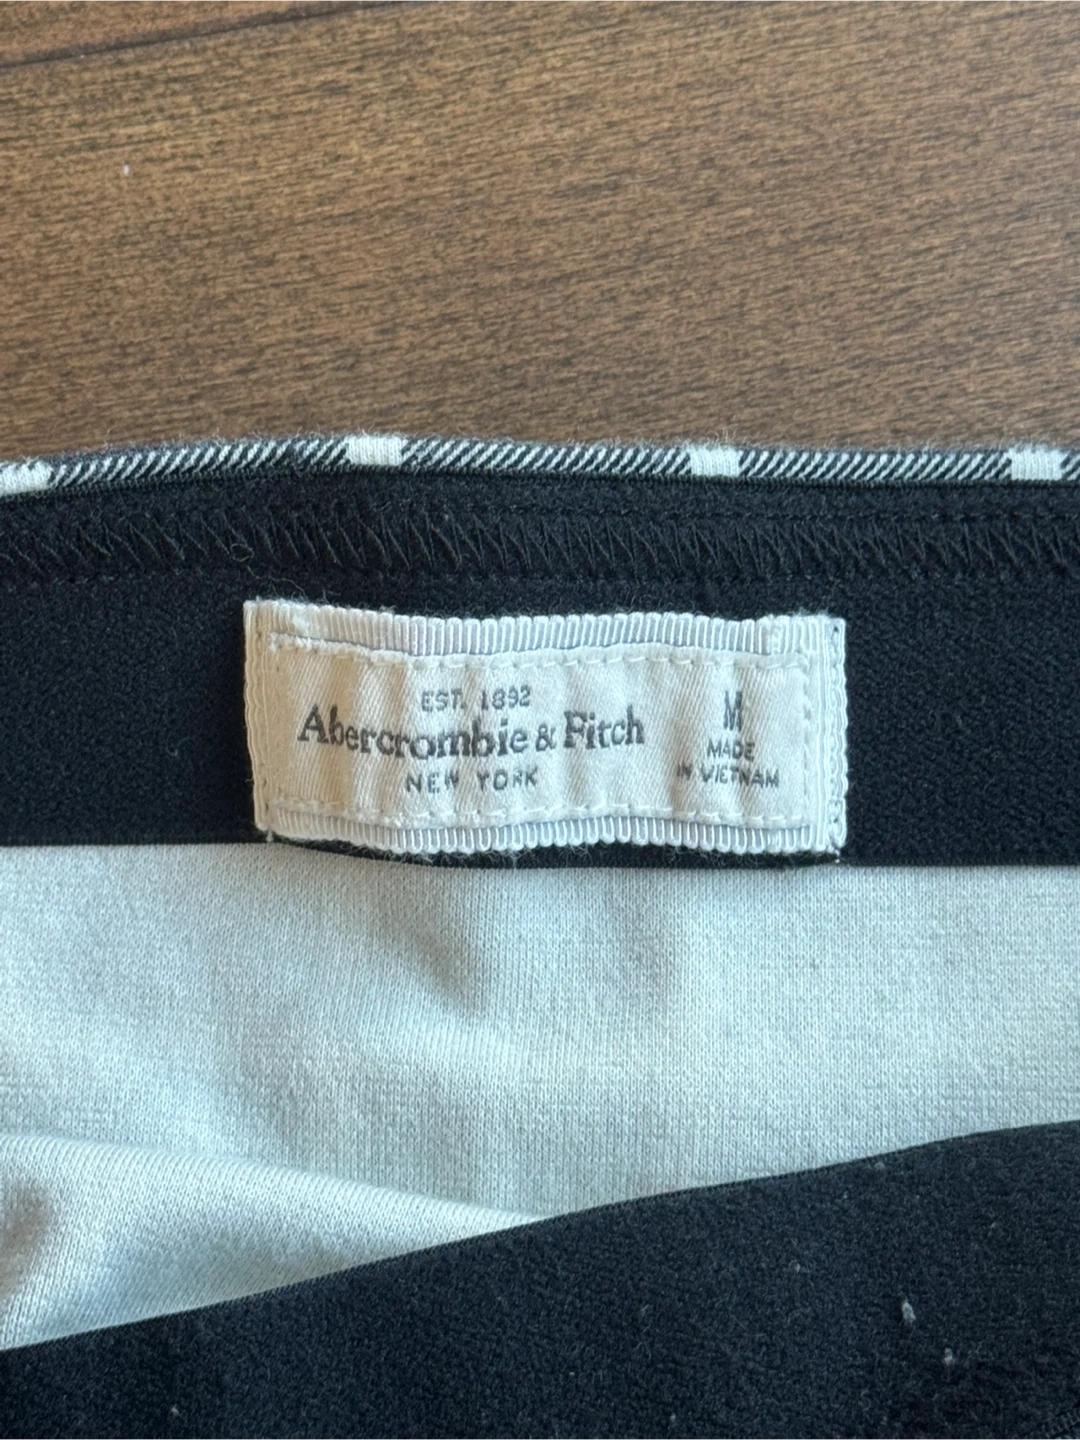 EST. 1892
Abercrombie & Fitch
NEW YORK
M
MADE
IN VIETNAM